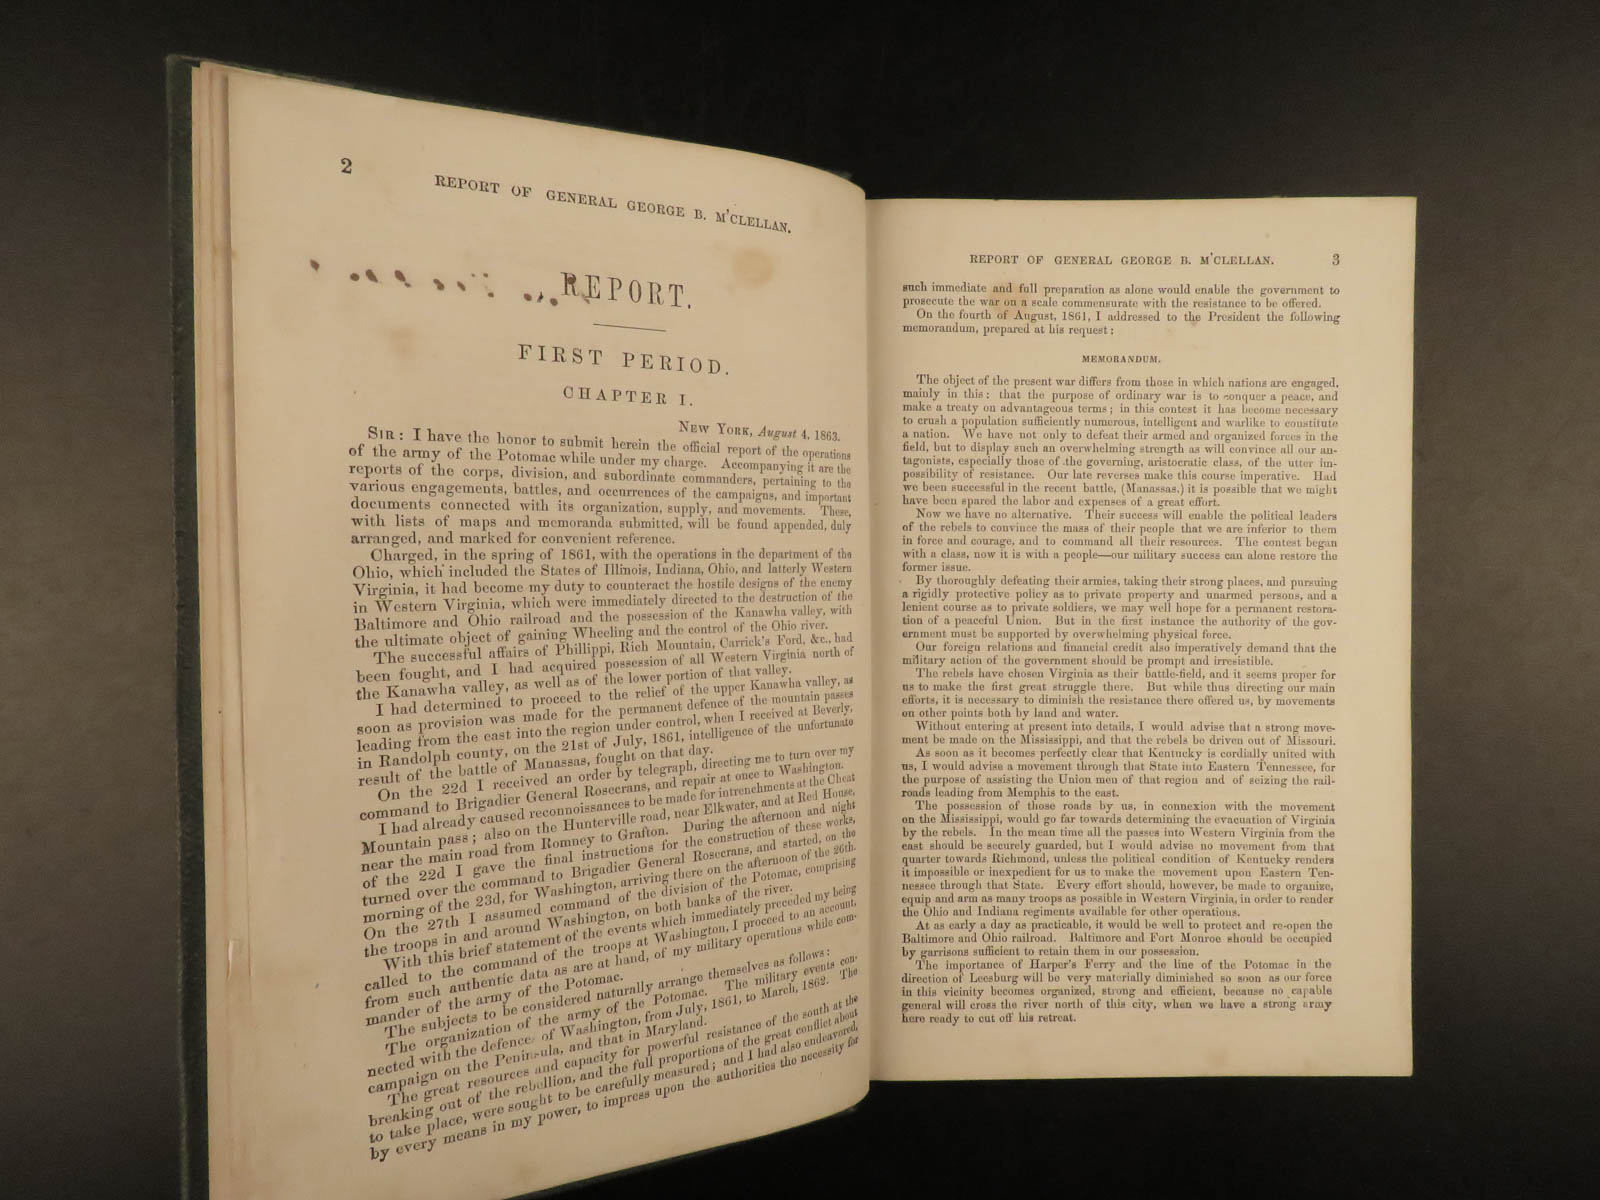 2
REPORT OF GENERAL GEORGE B. M'CLELLAN.
REPORT.
FIRST PERIOD.
CHAPTER I.
NEW YORK, August 4, 1863.
SIR: I have the honor to submit herein the official report of the operations
of the army of the Potomac while under my charge. Accompanying it are the
reports of the corps, division, and subordinate commanders, pertaining to the
various engagements, battles, and occurrences of the campaigns, and important
documents connected with its organization, supply, and movements. These,
with lists of maps and memoranda submitted, will be found appended, duly
arranged, and marked for convenient reference.
Charged, in the spring of 1861, with the operations in the department of the
Ohio, which included the States of Illinois, Indiana, Ohio, and latterly Western
Virginia, it had become my duty to counteract the hostile designs of the enemy
in Western Virginia, which were immediately directed to the destruction of the
Baltimore and Ohio railroad and the possession of the Kanawha valley, with
the ultimate object of gaining Wheeling and the control of the Ohio river.
The successful affairs of Phillippi, Rich Mountain, Carrick's Ford, &c., had
been fought, and I had acquired possession of all Western Virginia north of
the Kanawha valley, as well as of the lower portion of that valley.
I had determined to proceed to the relief of the upper Kanawha valley, as
soon as provision was made for the permanent defence of the mountain passes
leading from the east into the region under control, when I received at Beverly,
in Randolph county, on the 21st of July, 1861, intelligence of the unfortunate
result of the battle of Manassas, fought on that day.
On the 22d I received an order by telegraph, directing me to turn over my
command to Brigadier General Rosecrans, and repair at once to Washington.
I had already caused reconnoissances to be made for intrenchments at the Cheat
Mountain pass; also on the Hunterville road, near Elkwater, and at Red House,
near the main road from Romney to Grafton. During the afternoon and night
of the 22d I gave the final instructions for the construction of these works,
turned over the command to Brigadier General Rosecrans, and started, on the
morning of the 23d, for Washington, arriving there on the afternoon of the 26th.
On the 27th I assumed command of the division of the Potomac, comprising
the troops in and around Washington, on both banks of the river.
With this brief statement of the events which immediately preceded my being
called to the command of the troops at Washington, I proceed to an account,
from such authentic data as are at hand, of my military operations while com-
mander of the army of the Potomac.
The subjects to be considered naturally arrange themselves as follows:
The organization of the army of the Potomac. The military events con-
nected with the defence of Washington, from July, 1861, to March, 1862. The
campaign on the Peninsula, and that in Maryland.
The great resources and capacity for powerful resistance of the south at the
breaking out of the rebellion, and the full proportions of the great conflict about
to take place, were sought to be carefully measured; and I had also endeavored,
by every means in my power, to impress upon the authorities the necessity for
REPORT OF GENERAL GEORGE B. M'CLELLAN. 3
such immediate and full preparation as alone would enable the government to
prosecute the war on a scale commensurate with the resistance to be offered.
On the fourth of August, 1861, I addressed to the President the following
memorandum, prepared at his request:
MEMORANDUM.
The object of the present war differs from those in which nations are engaged,
mainly in this: that the purpose of ordinary war is to conquer a peace, and
make a treaty on advantageous terms; in this contest it has become necessary
to crush a population sufficiently numerous, intelligent and warlike to constitute
a nation. We have not only to defeat their armed and organized forces in the
field, but to display such an overwhelming strength as will convince all our an-
tagonists, especially those of the governing, aristocratic class, of the utter im-
possibility of resistance. Our late reverses make this course imperative. Had
we been successful in the recent battle, (Manassas,) it is possible that we might
have been spared the labor and expenses of a great effort.
Now we have no alternative. Their success will enable the political leaders
of the rebels to convince the mass of their people that we are inferior to them
in force and courage, and to command all their resources. The contest began
with a class, now it is with a people—our military success can alone restore the
former issue.
By thoroughly defeating their armies, taking their strong places, and pursuing
a rigidly protective policy as to private property and unarmed persons, and a
lenient course as to private soldiers, we may well hope for a permanent restora-
tion of a peaceful Union. But in the first instance the authority of the gov-
ernment must be supported by overwhelming physical force.
Our foreign relations and financial credit also imperatively demand that the
military action of the government should be prompt and irresistible.
The rebels have chosen Virginia as their battle-field, and it seems proper for
us to make the first great struggle there. But while thus directing our main
efforts, it is necessary to diminish the resistance there offered us, by movements
on other points both by land and water.
Without entering at present into details, I would advise that a strong move-
ment be made on the Mississippi, and that the rebels be driven out of Missouri.
As soon as it becomes perfectly clear that Kentucky is cordially united with
us, I would advise a movement through that State into Eastern Tennessee, for
the purpose of assisting the Union men of that region and of seizing the rail-
roads leading from Memphis to the east.
The possession of those roads by us, in connexion with the movement
on the Mississippi, would go far towards determining the evacuation of Virginia
by the rebels. In the mean time all the passes into Western Virginia from the
east should be securely guarded, but I would advise no movement from that
quarter towards Richmond, unless the political condition of Kentucky renders
it impossible or inexpedient for us to make the movement upon Eastern Ten-
nessee through that State. Every effort should, however, be made to organize,
equip and arm as many troops as possible in Western Virginia, in order to render
the Ohio and Indiana regiments available for other operations.
At as early a day as practicable, it would be well to protect and re-open the
Baltimore and Ohio railroad. Baltimore and Fort Monroe should be occupied
by garrisons sufficient to retain them in our possession.
The importance of Harper's Ferry and the line of the Potomac in the
direction of Leesburg will be very materially diminished so soon as our force
in this vicinity becomes organized, strong and efficient, because no capable
general will cross the river north of this city, when we have a strong army
here ready to cut off his retreat.